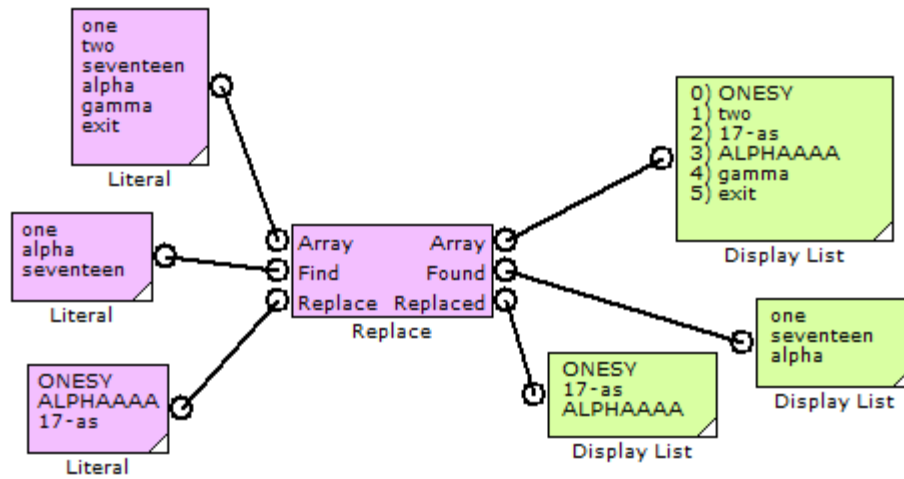 one
two
seventeen
alpha
gamma
exit
Literal
one
alpha
seventeen
Literal
ONESY
ALPHAAAA
17-as
Literal
Array Array
Find Found
Replace Replaced
Replace
0) ONESY
1) two
2) 17-as
3) ALPHAAAA
4) gamma
5) exit
Display List
one
seventeen
alpha
Display List
ONESY
17-as
ALPHAAAA
Display List